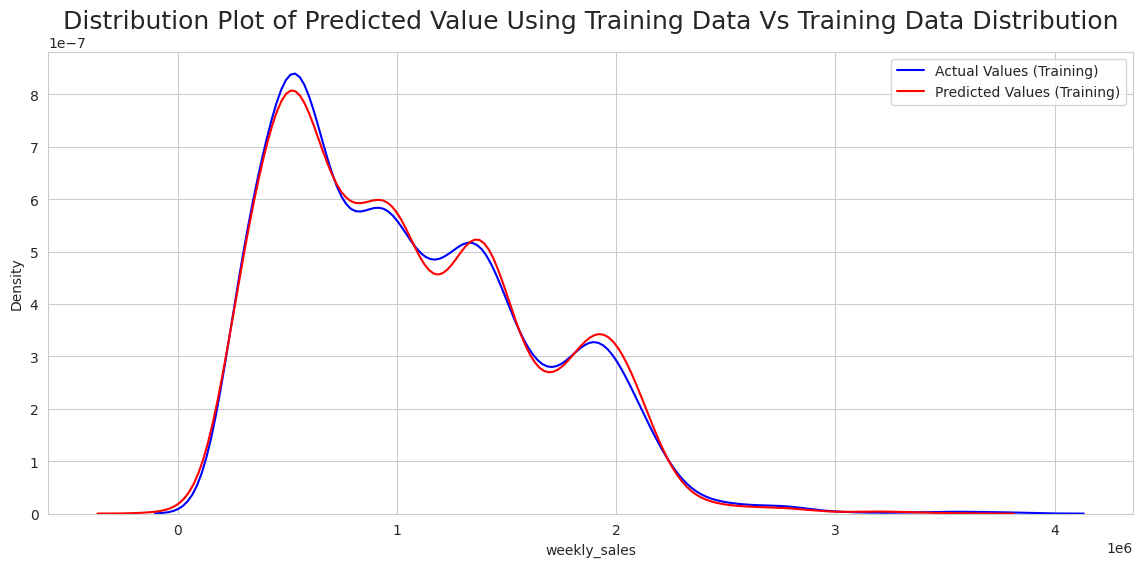 Distribution Plot of Predicted Value Using Training Data Vs Training Data Distribution
1e−7
Actual Values (Training)
Predicted Values (Training)
8
7
6
5
4
3
2
1
0
Density
0 1 2 3 4
1e6
weekly_sales